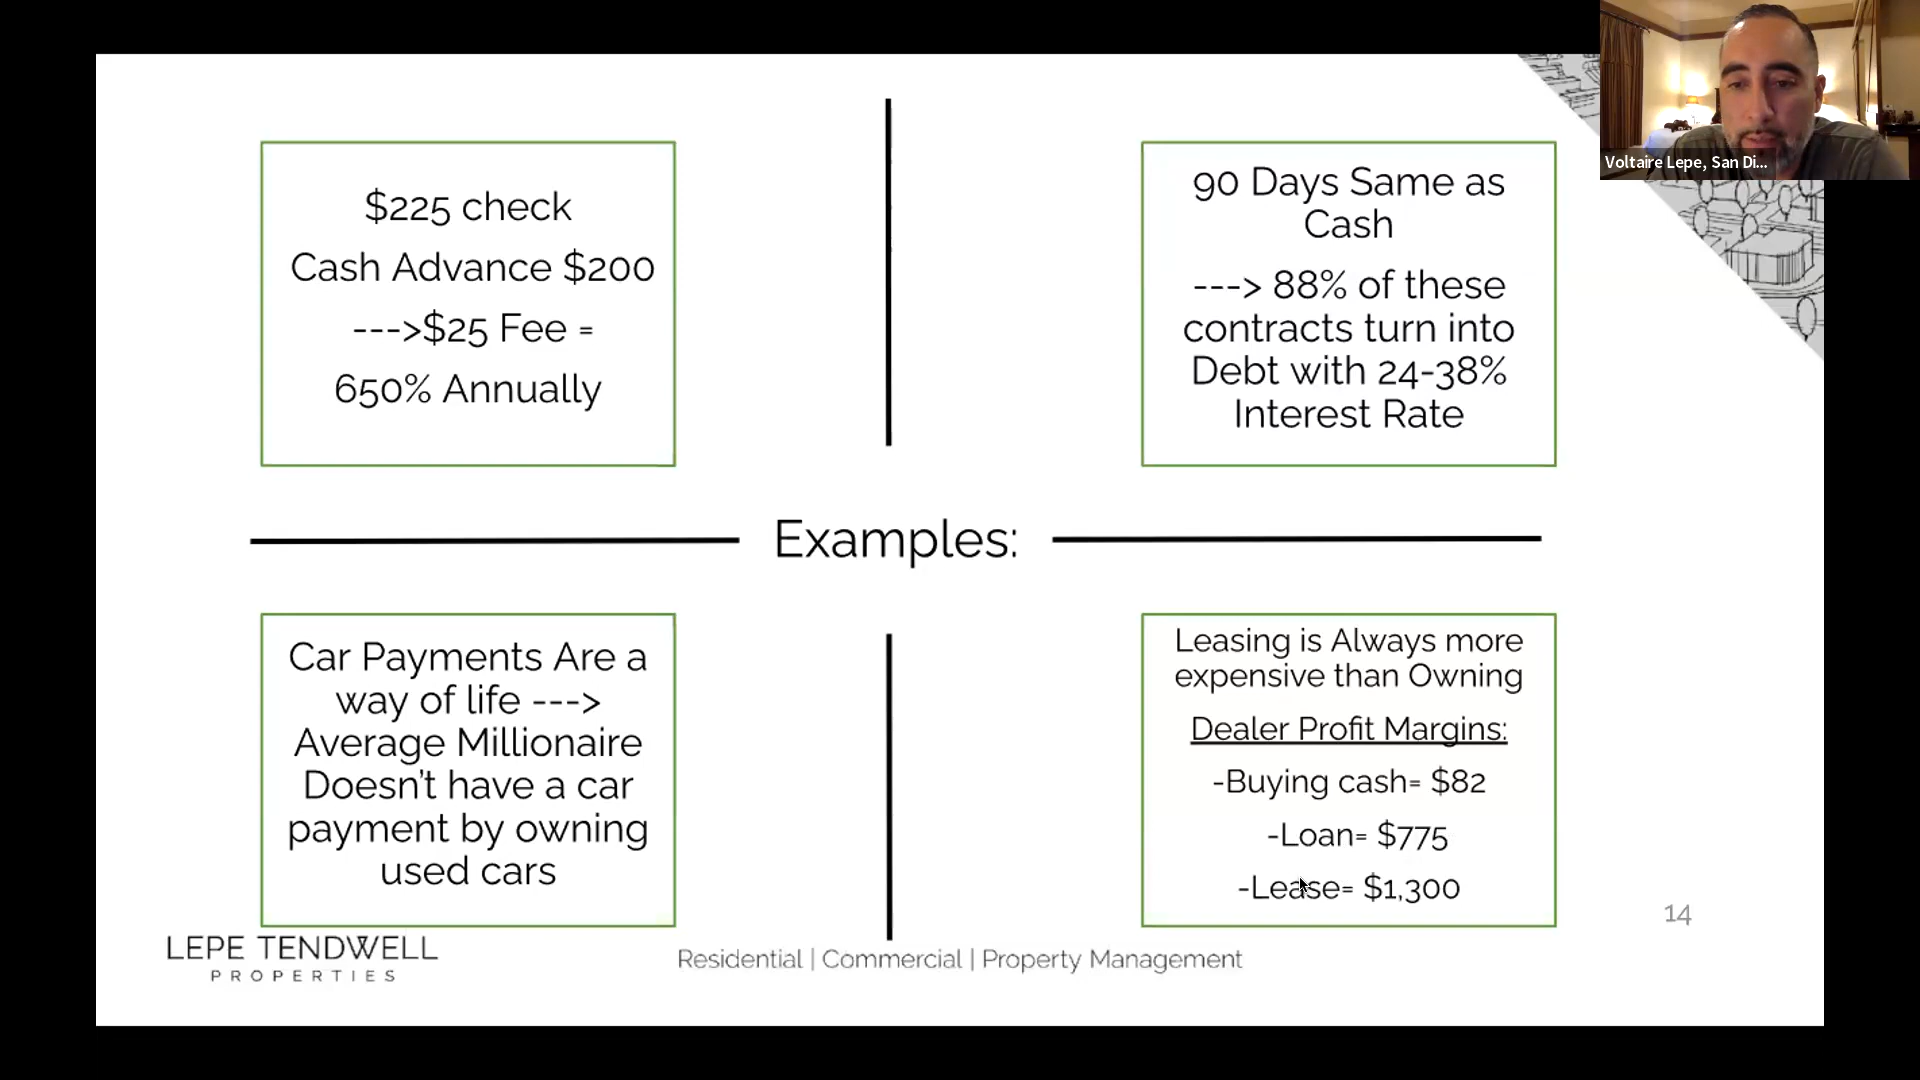 $225 check
Cash Advance $200
--->$25 Fee =
650% Annually
90 Days Same as
Cash
---> 88% of these
contracts turn into
Debt with 24-38%
Interest Rate
Examples:
Car Payments Are a
way of life --->
Average Millionaire
Doesn't have a car
payment by owning
used cars
Leasing is Always more
expensive than Owning
Dealer Profit Margins:
-Buying cash= $82
-Loan= $775
-Lease= $1,300
14
LEPE TENDWELL
PROPERTIES
Residential | Commercial | Property Management
Voltaire Lepe, San Di...